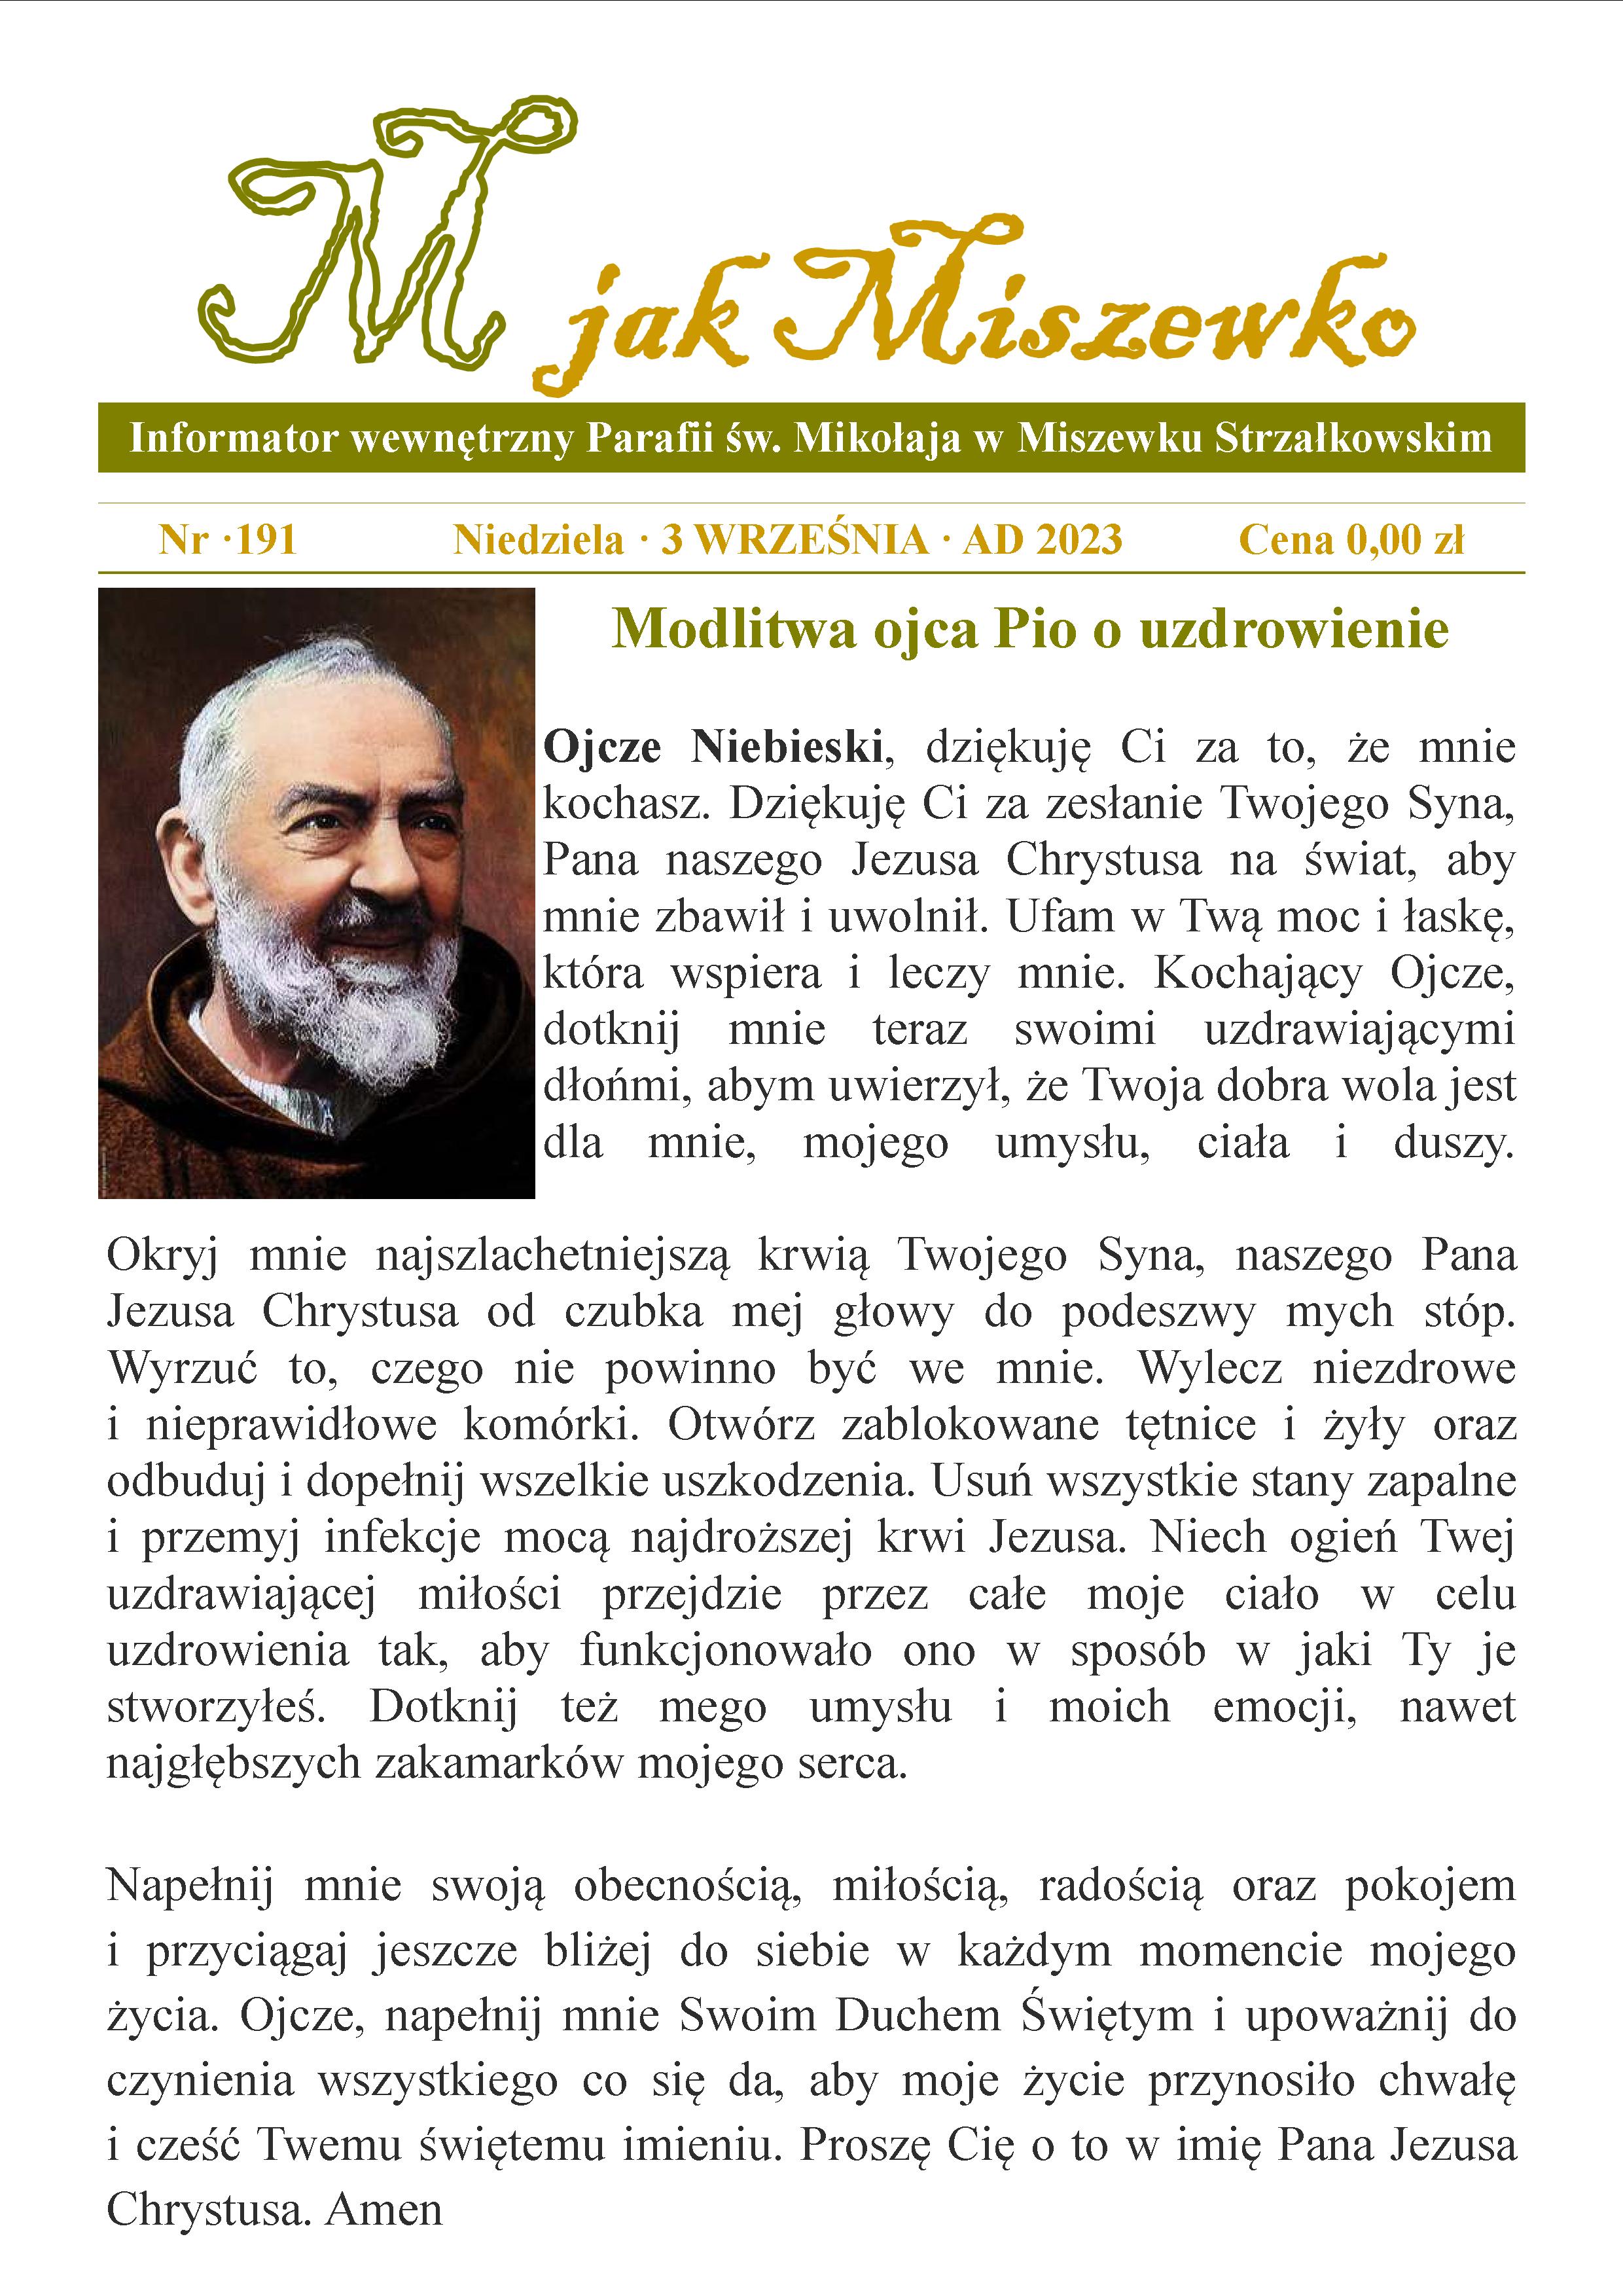 M jak Miszewko
Informator wewnętrzny Parafii św. Mikołaja w Miszewku Strzałkowskim
Nr ·191 Niedziela · 3 WRZEŚNIA · AD 2023 Cena 0,00 zł
Modlitwa ojca Pio o uzdrowienie
Ojcze Niebieski, dziękuję Ci za to, że mnie
kochasz. Dziękuję Ci za zesłanie Twojego Syna,
Pana naszego Jezusa Chrystusa na świat, aby
mnie zbawił i uwolnił. Ufam w Twą moc i łaskę,
która wspiera i leczy mnie. Kochający Ojcze,
dotknij mnie teraz swoimi uzdrawiającymi
dłońmi, abym uwierzył, że Twoja dobra wola jest
dla mnie, mojego umysłu, ciała i duszy.
Okryj mnie najszlachetniejszą krwią Twojego Syna, naszego Pana
Jezusa Chrystusa od czubka mej głowy do podeszwy mych stóp.
Wyrzuć to, czego nie powinno być we mnie. Wylecz niezdrowe
i nieprawidłowe komórki. Otwórz zablokowane tętnice i żyły oraz
odbuduj i dopełnij wszelkie uszkodzenia. Usuń wszystkie stany zapalne
i przemyj infekcje mocą najdroższej krwi Jezusa. Niech ogień Twej
uzdrawiającej miłości przejdzie przez całe moje ciało w celu
uzdrowienia tak, aby funkcjonowało ono w sposób w jaki Ty je
stworzyłeś. Dotknij też mego umysłu i moich emocji, nawet
najgłębszych zakamarków mojego serca.
Napełnij mnie swoją obecnością, miłością, radością oraz pokojem
i przyciągaj jeszcze bliżej do siebie w każdym momencie mojego
życia. Ojcze, napełnij mnie Swoim Duchem Świętym i upoważnij do
czynienia wszystkiego co się da, aby moje życie przynosiło chwałę
i cześć Twemu świętemu imieniu. Proszę Cię o to w imię Pana Jezusa
Chrystusa. Amen